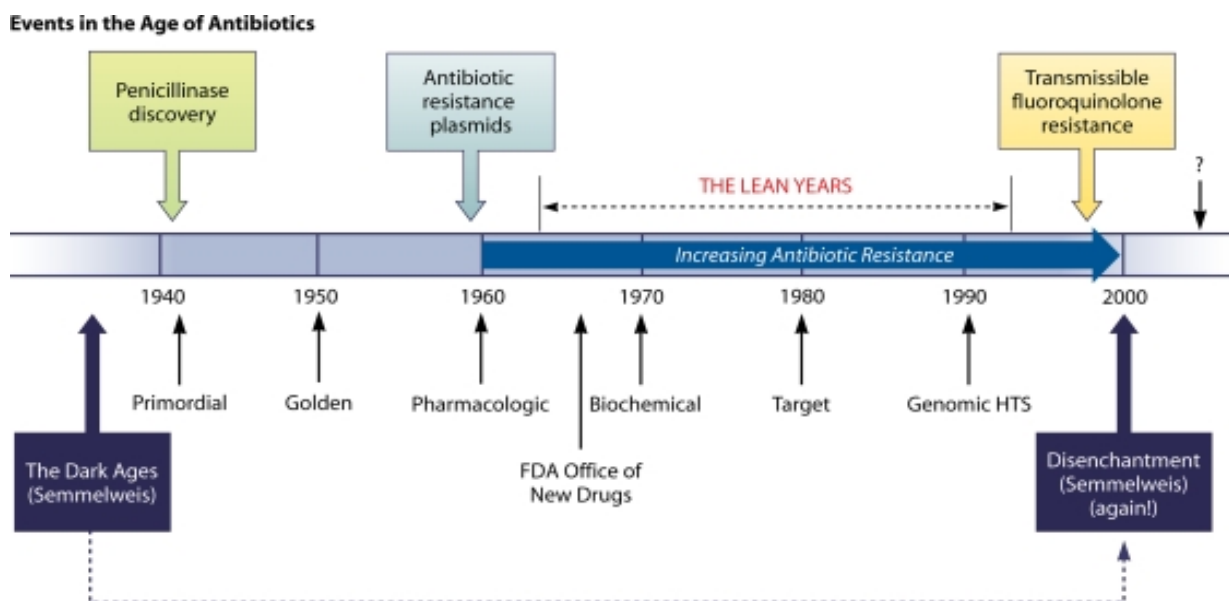 Events in the Age of Antibiotics
Penicillinase
discovery
Antibiotic
resistance
plasmids
Transmissible
fluoroquinolone
resistance
THE LEAN YEARS
?
Increasing Antibiotic Resistance
1940
1950
1960
1970
1980
1990
2000
Primordial
Golden
Pharmacologic
Biochemical
Target
Genomic HTS
The Dark Ages
(Semmelweis)
FDA Office of
New Drugs
Disenchantment
(Semmelweis)
(again!)